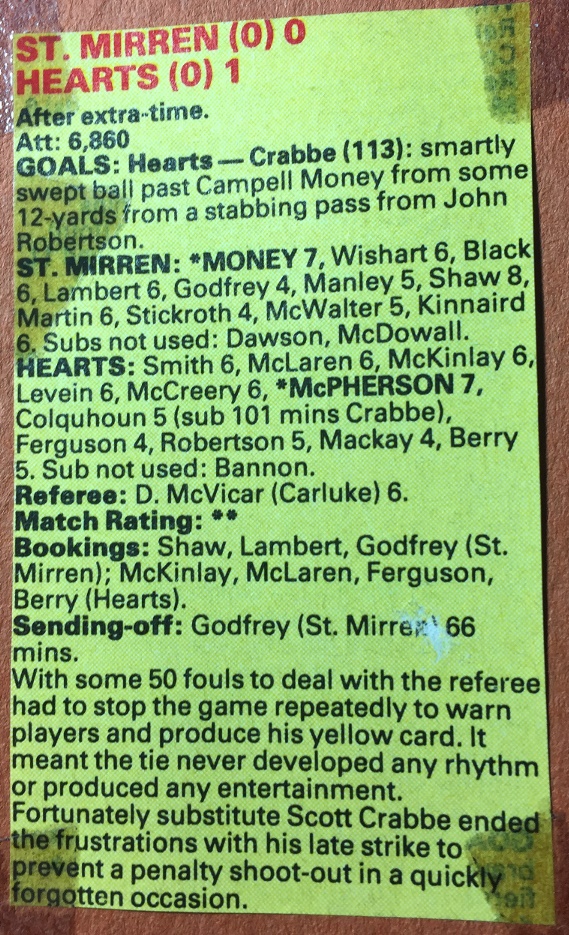 ST. MIRREN (0) 0
HEARTS (0) 1
After extra-time.
Att: 6,860
GOALS: Hearts — Crabbe (113): smartly
swept ball past Campell Money from some
12-yards from a stabbing pass from John
Robertson.
ST. MIRREN: *MONEY 7, Wishart 6, Black
6, Lambert 6, Godfrey 4, Manley 5, Shaw 8,
Martin 6, Stickroth 4, McWalter 5, Kinnaird
6. Subs not used: Dawson, McDowall.
HEARTS: Smith 6, McLaren 6, McKinlay 6,
Levein 6, McCreery 6, *McPHERSON 7,
Colquhoun 5 (sub 101 mins Crabbe),
Ferguson 4, Robertson 5, Mackay 4, Berry
5. Sub not used: Bannon.
Referee: D. McVicar (Carluke) 6.
Match Rating: **
Bookings: Shaw, Lambert, Godfrey (St.
Mirren); McKinlay, McLaren, Ferguson,
Berry (Hearts).
Sending-off: Godfrey (St. Mirren) 66
mins.
With some 50 fouls to deal with the referee
had to stop the game repeatedly to warn
players and produce his yellow card. It
meant the tie never developed any rhythm
or produced any entertainment.
Fortunately substitute Scott Crabbe ended
the frustrations with his late strike to
prevent a penalty shoot-out in a quickly
forgotten occasion.